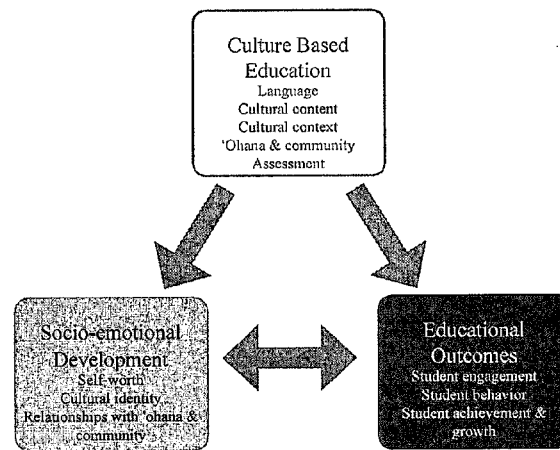 Culture Based
Education
Language
Cultural content
Cultural context
'Ohana & community
Assessment
Socio-emotional
Development
Self-worth
Cultural identity
Relationships with 'ohana &
community
Educational
Outcomes
Student engagement
Student behavior
Student achievement &
growth